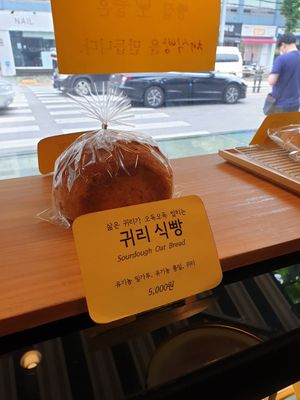 NAIL
삶은 귀리가 오독오독 씹히는
귀리 식빵
Sourdough Oat Bread
유기농 밀가루, 유기농 통밀, 귀리
5,000원